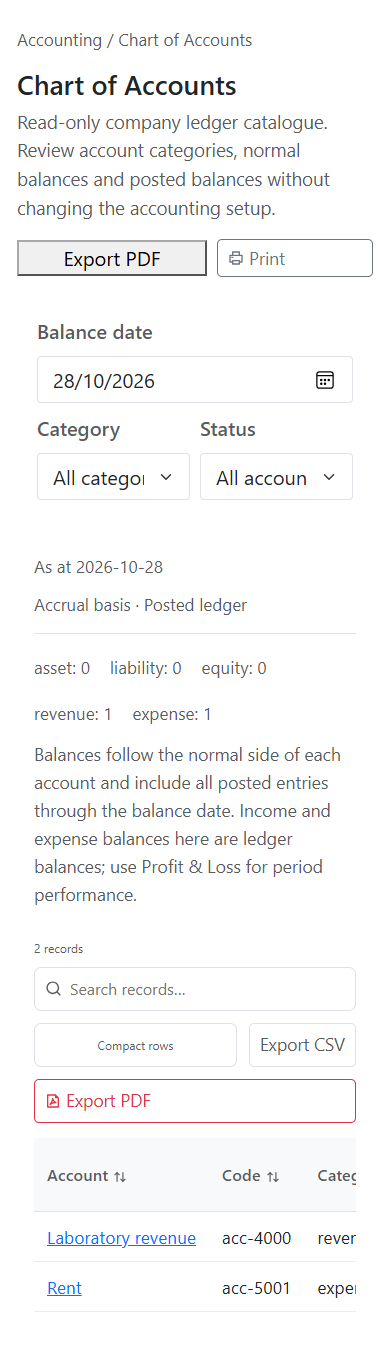 Accounting / Chart of Accounts
Chart of Accounts
Read-only company ledger catalogue.
Review account categories, normal
balances and posted balances without
changing the accounting setup.
Export PDF
Print
Balance date
28/10/2026
Category Status
All categor All accoun
As at 2026-10-28
Accrual basis · Posted ledger
asset: 0 liability: 0 equity: 0
revenue: 1 expense: 1
Balances follow the normal side of each
account and include all posted entries
through the balance date. Income and
expense balances here are ledger
balances; use Profit & Loss for period
performance.
2 records
Search records...
Compact rows Export CSV
Export PDF
Account Code Categ
Laboratory revenue acc-4000 rever
Rent acc-5001 expe